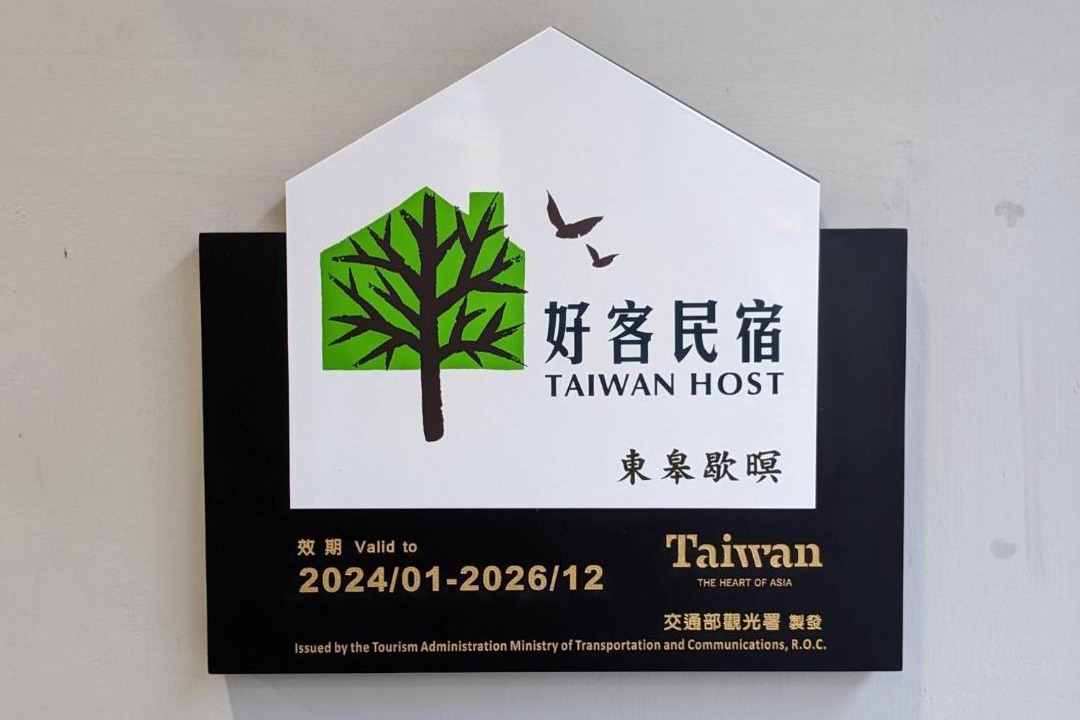 好客民宿
TAIWAN HOST
東皋歇暝
效期 Valid to
2024/01-2026/12
Taiwan
THE HEART OF ASIA
交通部觀光署 製發
Issued by the Tourism Administration Ministry of Transportation and Communications, R.O.C.